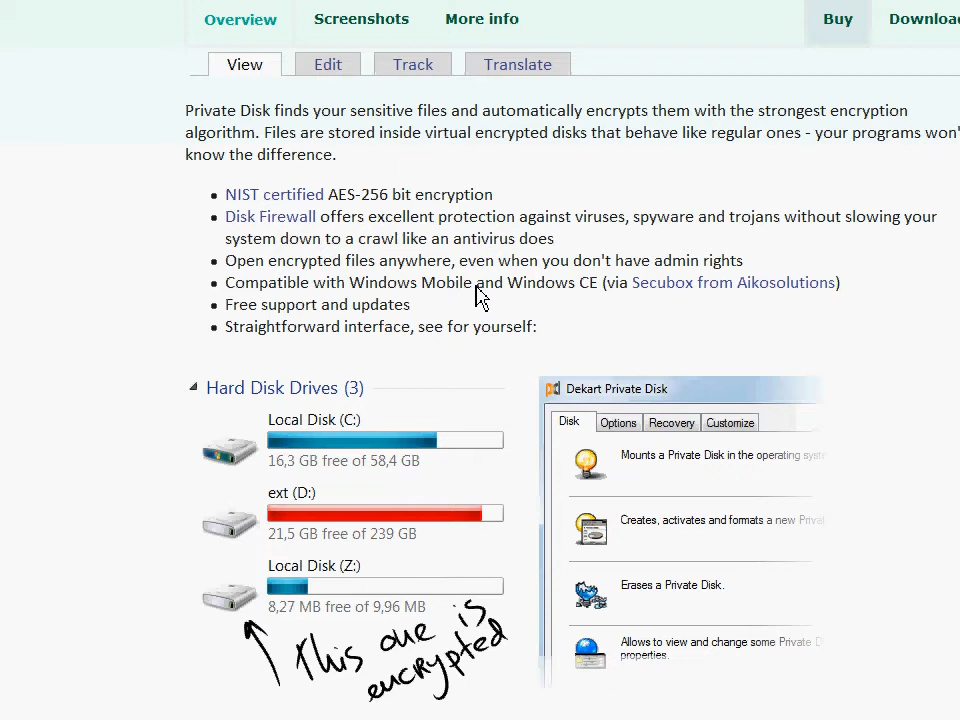 Overview Screenshots More info Buy
View Edit Track Translate
Private Disk finds your sensitive files and automatically encrypts them with the strongest encryption
algorithm. Files are stored inside virtual encrypted disks that behave like regular ones - your programs won'
know the difference.
NIST certified AES-256 bit encryption
Disk Firewall offers excellent protection against viruses, spyware and trojans without slowing your
system down to a crawl like an antivirus does
Open encrypted files anywhere, even when you don't have admin rights
Compatible with Windows Mobile and Windows CE (via Secubox from Aikosolutions)
Free support and updates
Straightforward interface, see for yourself:
Hard Disk Drives (3)
Local Disk (C:)
16,3 GB free of 58,4 GB
ext (D:)
21,5 GB free of 239 GB
Local Disk (Z:)
8,27 MB free of 9,96 MB
This one is
encrypted
Dekart Private Disk
Disk Options Recovery Customize
Mounts a Private Disk in the operating
Creates, activates and formats a new
Erases a Private Disk.
Allows to view and change some Private
properties.